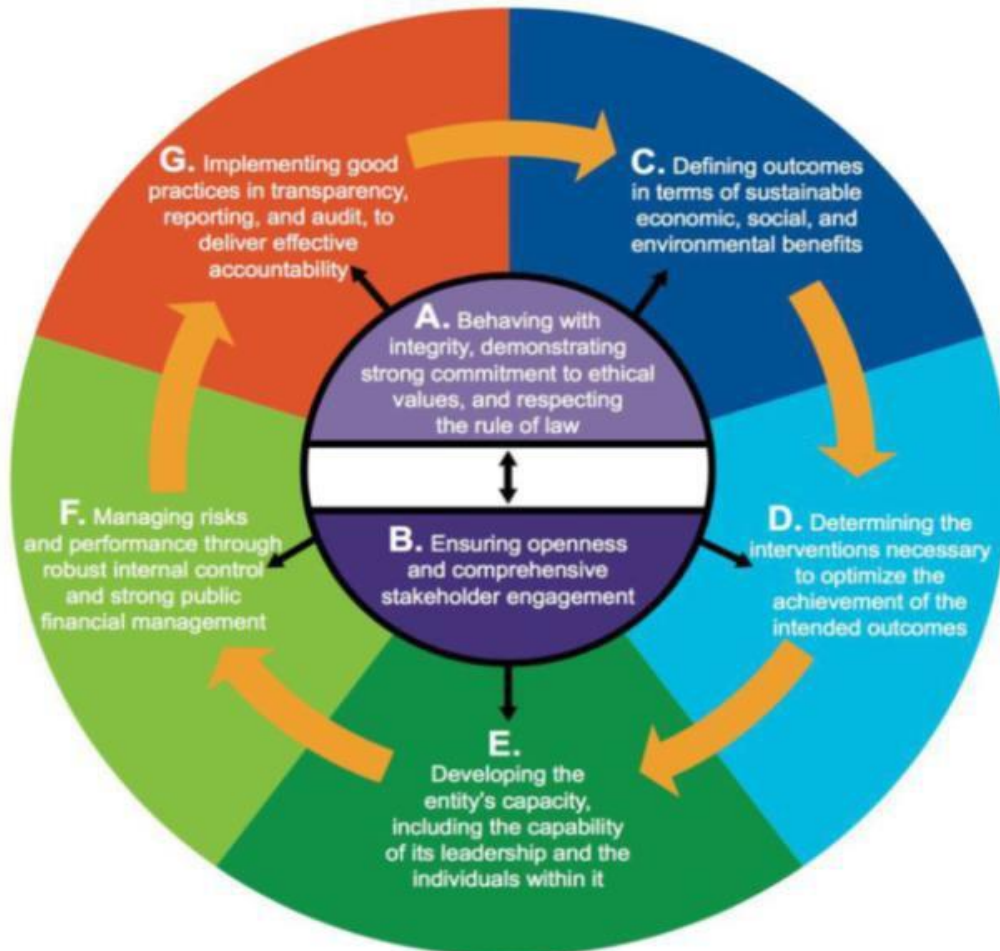 A. Behaving with
integrity, demonstrating
strong commitment to ethical
values, and respecting
the rule of law
B. Ensuring openness
and comprehensive
stakeholder engagement
C. Defining outcomes
in terms of sustainable
economic, social, and
environmental benefits
D. Determining the
interventions necessary
to optimize the
achievement of the
intended outcomes
E.
Developing the
entity's capacity,
including the capability
of its leadership and the
individuals within it
F. Managing risks
and performance through
robust internal control
and strong public
financial management
G. Implementing good
practices in transparency,
reporting, and audit, to
deliver effective
accountability